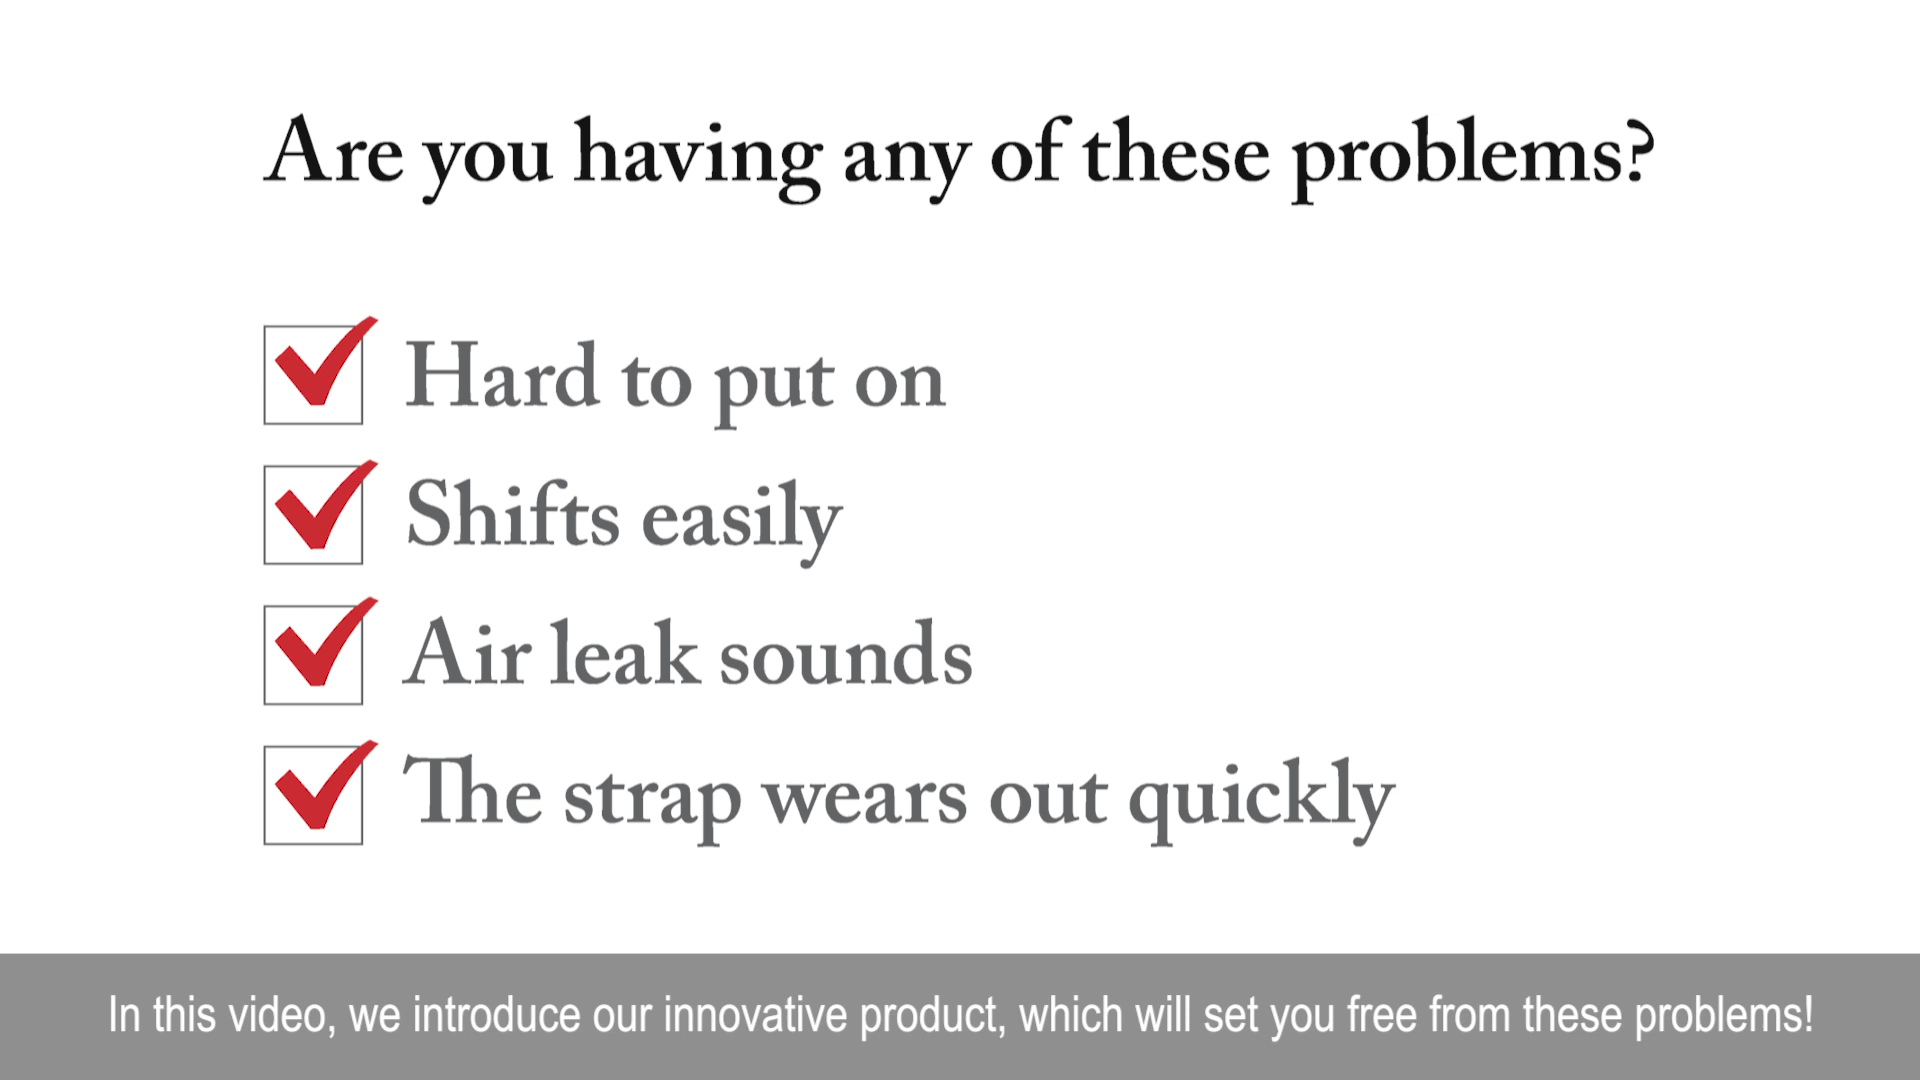 Are you having any of these problems?
Hard to put on
Shifts easily
Air leak sounds
The strap wears out quickly
In this video, we introduce our innovative product, which will set you free from these problems!